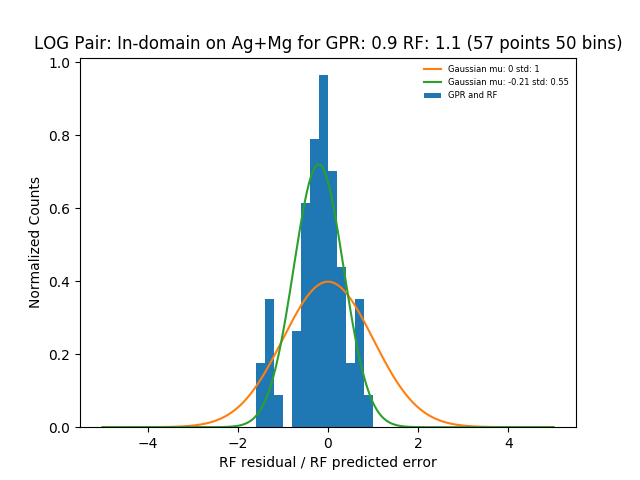 LOG Pair: In-domain on Ag+Mg for GPR: 0.9 RF: 1.1 (57 points 50 bins)
Gaussian mu: 0 std: 1
Gaussian mu: -0.21 std: 0.55
GPR and RF
Normalized Counts
1.0
0.8
0.6
0.4
0.2
0.0
−4 −2 0 2 4
RF residual / RF predicted error